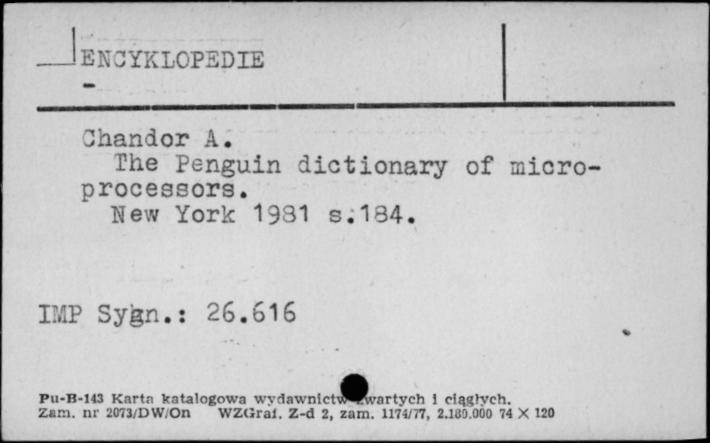 ENCYKLOPEDIE
-
Chandor A.
The Penguin dictionary of micro-
processors.
New York 1981 s.184.
IMP Sygn.: 26.616
Pu-B-143 Karta katalogowa wydawnictw zwartych i ciągłych.
Zam. nr 2073/DW/On WZGraf. Z-d 2, zam. 1174/77, 2.180.000 74 X 120